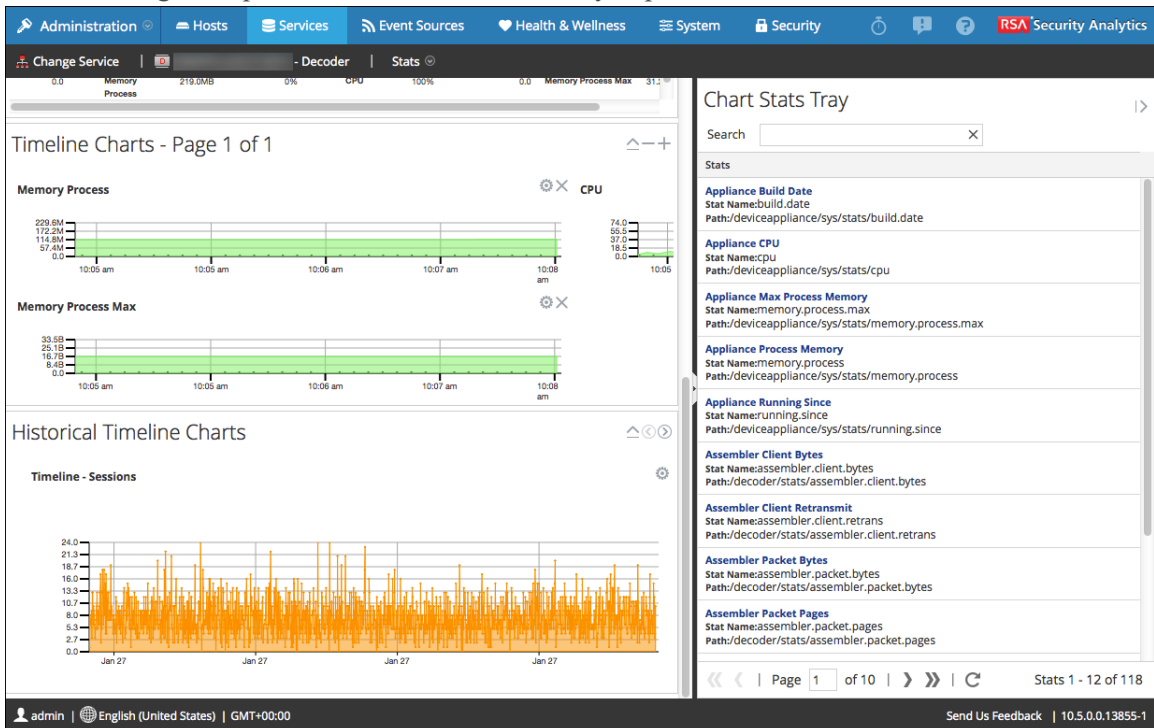 Administration Hosts Services Event Sources Health & Wellness System Security RSA Security Analytics
Change Service | D - Decoder | Stats
0.0 Memory Process 219.0MB 0% CPU 100% 0.0 Memory Process Max
Timeline Charts - Page 1 of 1
Memory Process
CPU
229.6M
172.2M
114.8M
57.4M
0.0
10:05 am 10:05 am 10:06 am 10:07 am 10:08 am
74.0
55.5
37.0
18.5
0.0
10:05
Memory Process Max
33.5B
25.1B
16.7B
8.4B
0.0
10:05 am 10:05 am 10:06 am 10:07 am 10:08 am
Historical Timeline Charts
Timeline - Sessions
24.0
21.3
18.7
16.0
13.3
10.7
8.0
5.3
2.7
0.0
Jan 27 Jan 27 Jan 27 Jan 27
Chart Stats Tray
Search
Stats
Appliance Build Date
Stat Name:build.date
Path:/deviceappliance/sys/stats/build.date
Appliance CPU
Stat Name:cpu
Path:/deviceappliance/sys/stats/cpu
Appliance Max Process Memory
Stat Name:memory.process.max
Path:/deviceappliance/sys/stats/memory.process.max
Appliance Process Memory
Stat Name:memory.process
Path:/deviceappliance/sys/stats/memory.process
Appliance Running Since
Stat Name:running.since
Path:/deviceappliance/sys/stats/running.since
Assembler Client Bytes
Stat Name:assembler.client.bytes
Path:/decoder/stats/assembler.client.bytes
Assembler Client Retransmit
Stat Name:assembler.client.retrans
Path:/decoder/stats/assembler.client.retrans
Assembler Packet Bytes
Stat Name:assembler.packet.bytes
Path:/decoder/stats/assembler.packet.bytes
Assembler Packet Pages
Stat Name:assembler.packet.pages
Path:/decoder/stats/assembler.packet.pages
| Page 1 of 10 | | Stats 1 - 12 of 118
admin | English (United States) | GMT+00:00 Send Us Feedback | 10.5.0.0.13855-1